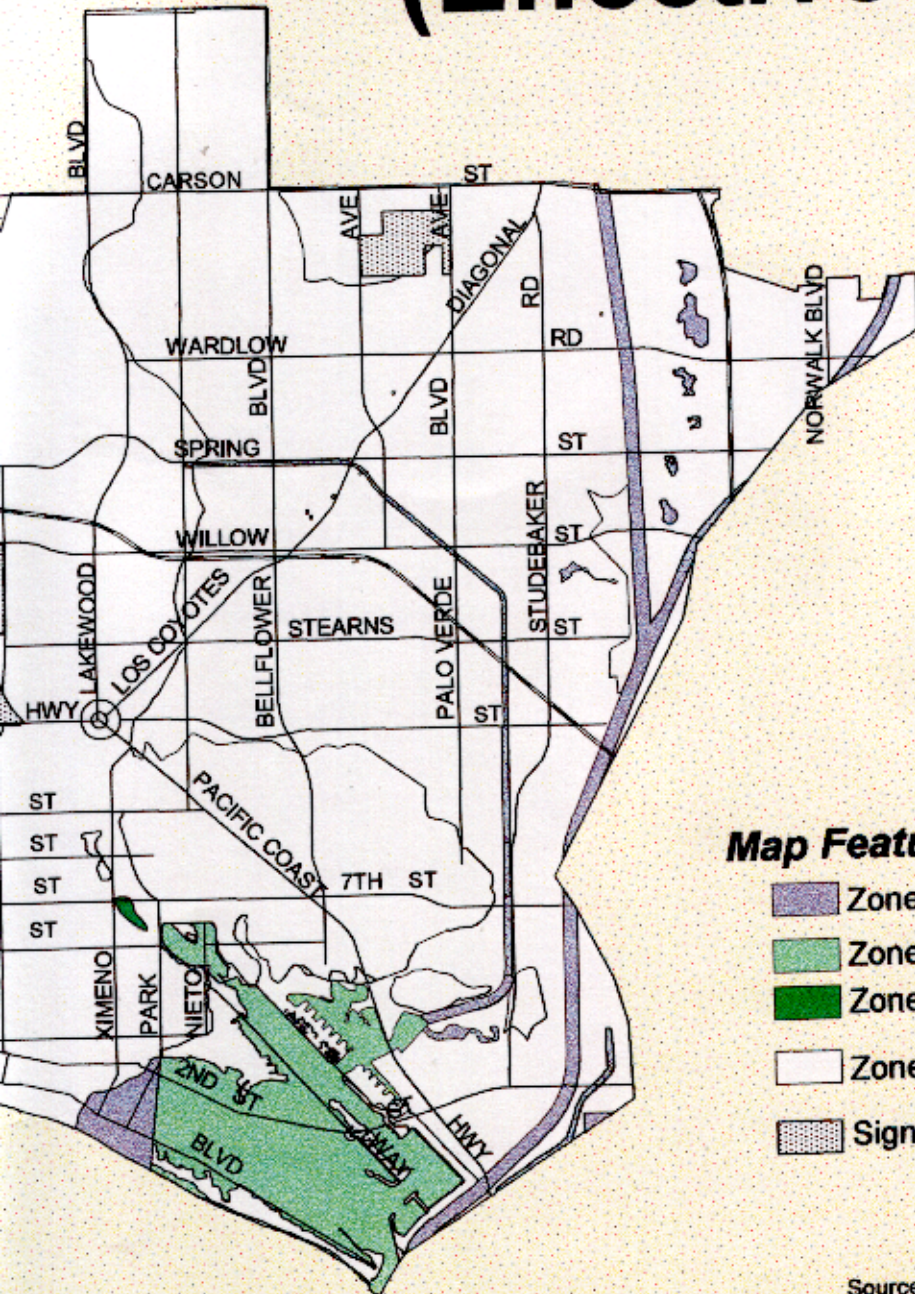 BLVD
CARSON
ST
AVE
AVE
DIAGONAL
RD
NORWALK BLVD
WARDLOW
RD
BLVD
BLVD
SPRING
ST
STUDEBAKER
WILLOW
ST
LAKEWOOD
LOS COYOTES
BELLFLOWER
STEARNS
PALO VERDE
ST
HWY
ST
PACIFIC COAST
ST
ST
ST
7TH ST
ST
XIMENO
PARK
NIETO
2ND ST
HWY
WAY
BLVD
Map Featu
Zone
Zone
Zone
Zone
Sign
Source